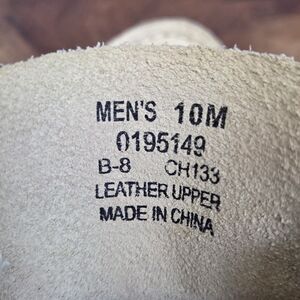 MEN'S 10M
0195149
B-8 CH133
LEATHER UPPER
MADE IN CHINA